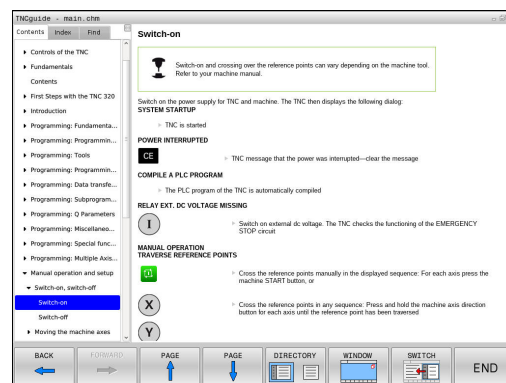 TNCguide - main.chm
Contents Index Find
Controls of the TNC
Fundamentals
Contents
First Steps with the TNC 320
Introduction
Programming: Fundamenta...
Programming: Programmin...
Programming: Tools
Programming: Programmin...
Programming: Data transfe...
Programming: Subprogram...
Programming: Q Parameters
Programming: Miscellaneo...
Programming: Special func...
Programming: Multiple Axis...
Manual operation and setup
Switch-on, switch-off
Switch-on
Switch-off
Moving the machine axes
Switch-on
Switch-on and crossing over the reference points can vary depending on the machine tool.
Refer to your machine manual.
Switch on the power supply for TNC and machine. The TNC then displays the following dialog:
SYSTEM STARTUP
TNC is started
POWER INTERRUPTED
CE
TNC message that the power was interrupted—clear the message
COMPILE A PLC PROGRAM
The PLC program of the TNC is automatically compiled
RELAY EXT. DC VOLTAGE MISSING
I
Switch on external dc voltage. The TNC checks the functioning of the EMERGENCY
STOP circuit
MANUAL OPERATION
TRAVERSE REFERENCE POINTS
Cross the reference points manually in the displayed sequence: For each axis press the
machine START button, or
X
Cross the reference points in any sequence: Press and hold the machine axis direction
button for each axis until the reference point has been traversed
Y
BACK FORWARD PAGE PAGE DIRECTORY WINDOW SWITCH END